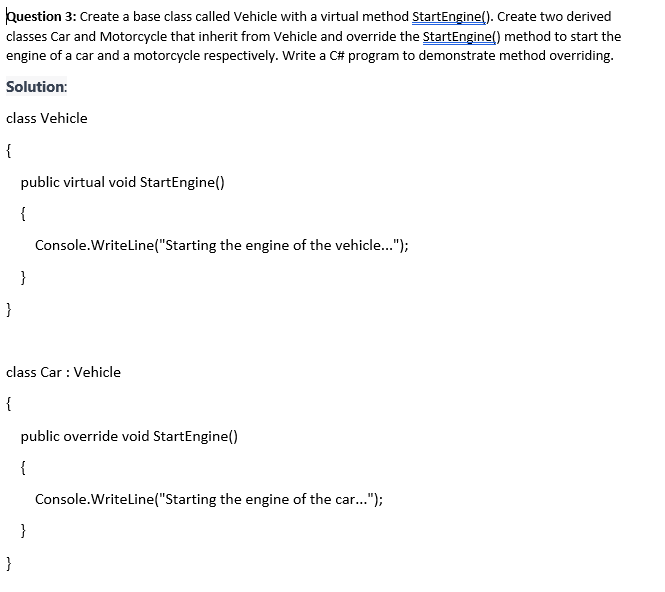 Question 3: Create a base class called Vehicle with a virtual method StartEngine(). Create two derived
classes Car and Motorcycle that inherit from Vehicle and override the StartEngine() method to start the
engine of a car and a motorcycle respectively. Write a C# program to demonstrate method overriding.
Solution:
class Vehicle
{
public virtual void StartEngine()
{
Console.WriteLine("Starting the engine of the vehicle...");
}
}
class Car : Vehicle
{
public override void StartEngine()
{
Console.WriteLine("Starting the engine of the car...");
}
}